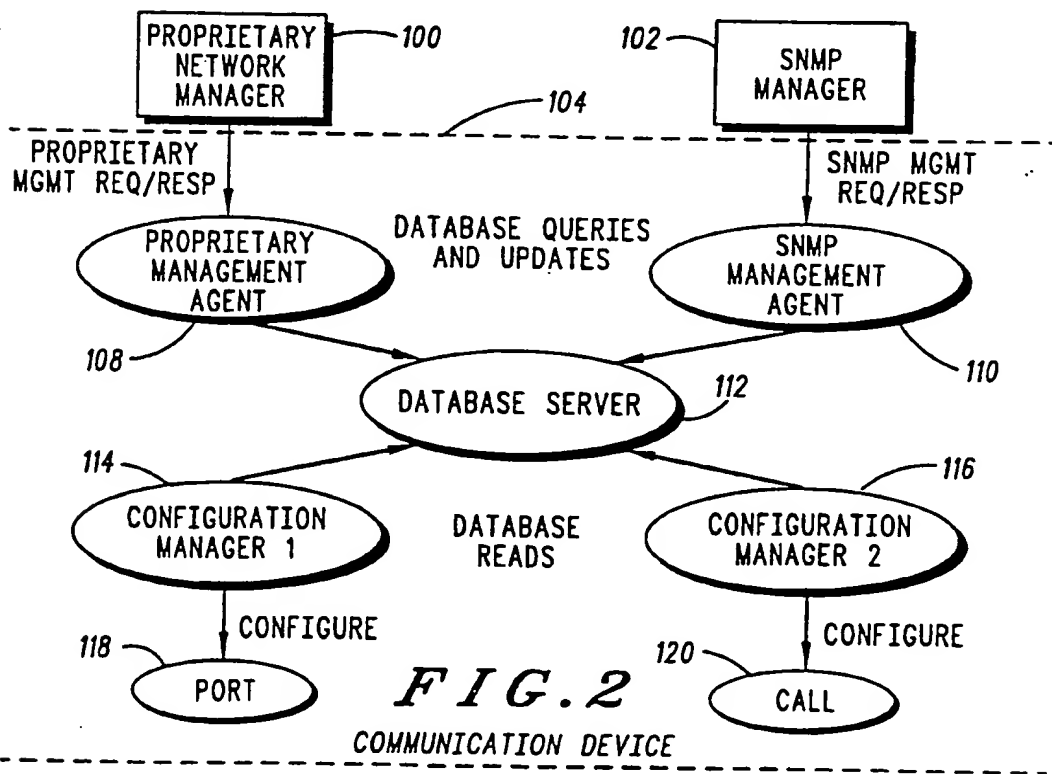 PROPRIETARY
NETWORK
MANAGER
100
102
SNMP
MANAGER
104
PROPRIETARY
MGMT REQ/RESP
SNMP MGMT
REQ/RESP
DATABASE QUERIES
AND UPDATES
PROPRIETARY
MANAGEMENT
AGENT
SNMP
MANAGEMENT
AGENT
108
110
DATABASE SERVER
112
114
116
CONFIGURATION
MANAGER 1
DATABASE
READS
CONFIGURATION
MANAGER 2
CONFIGURE
CONFIGURE
118
PORT
120
CALL
FIG.2
COMMUNICATION DEVICE